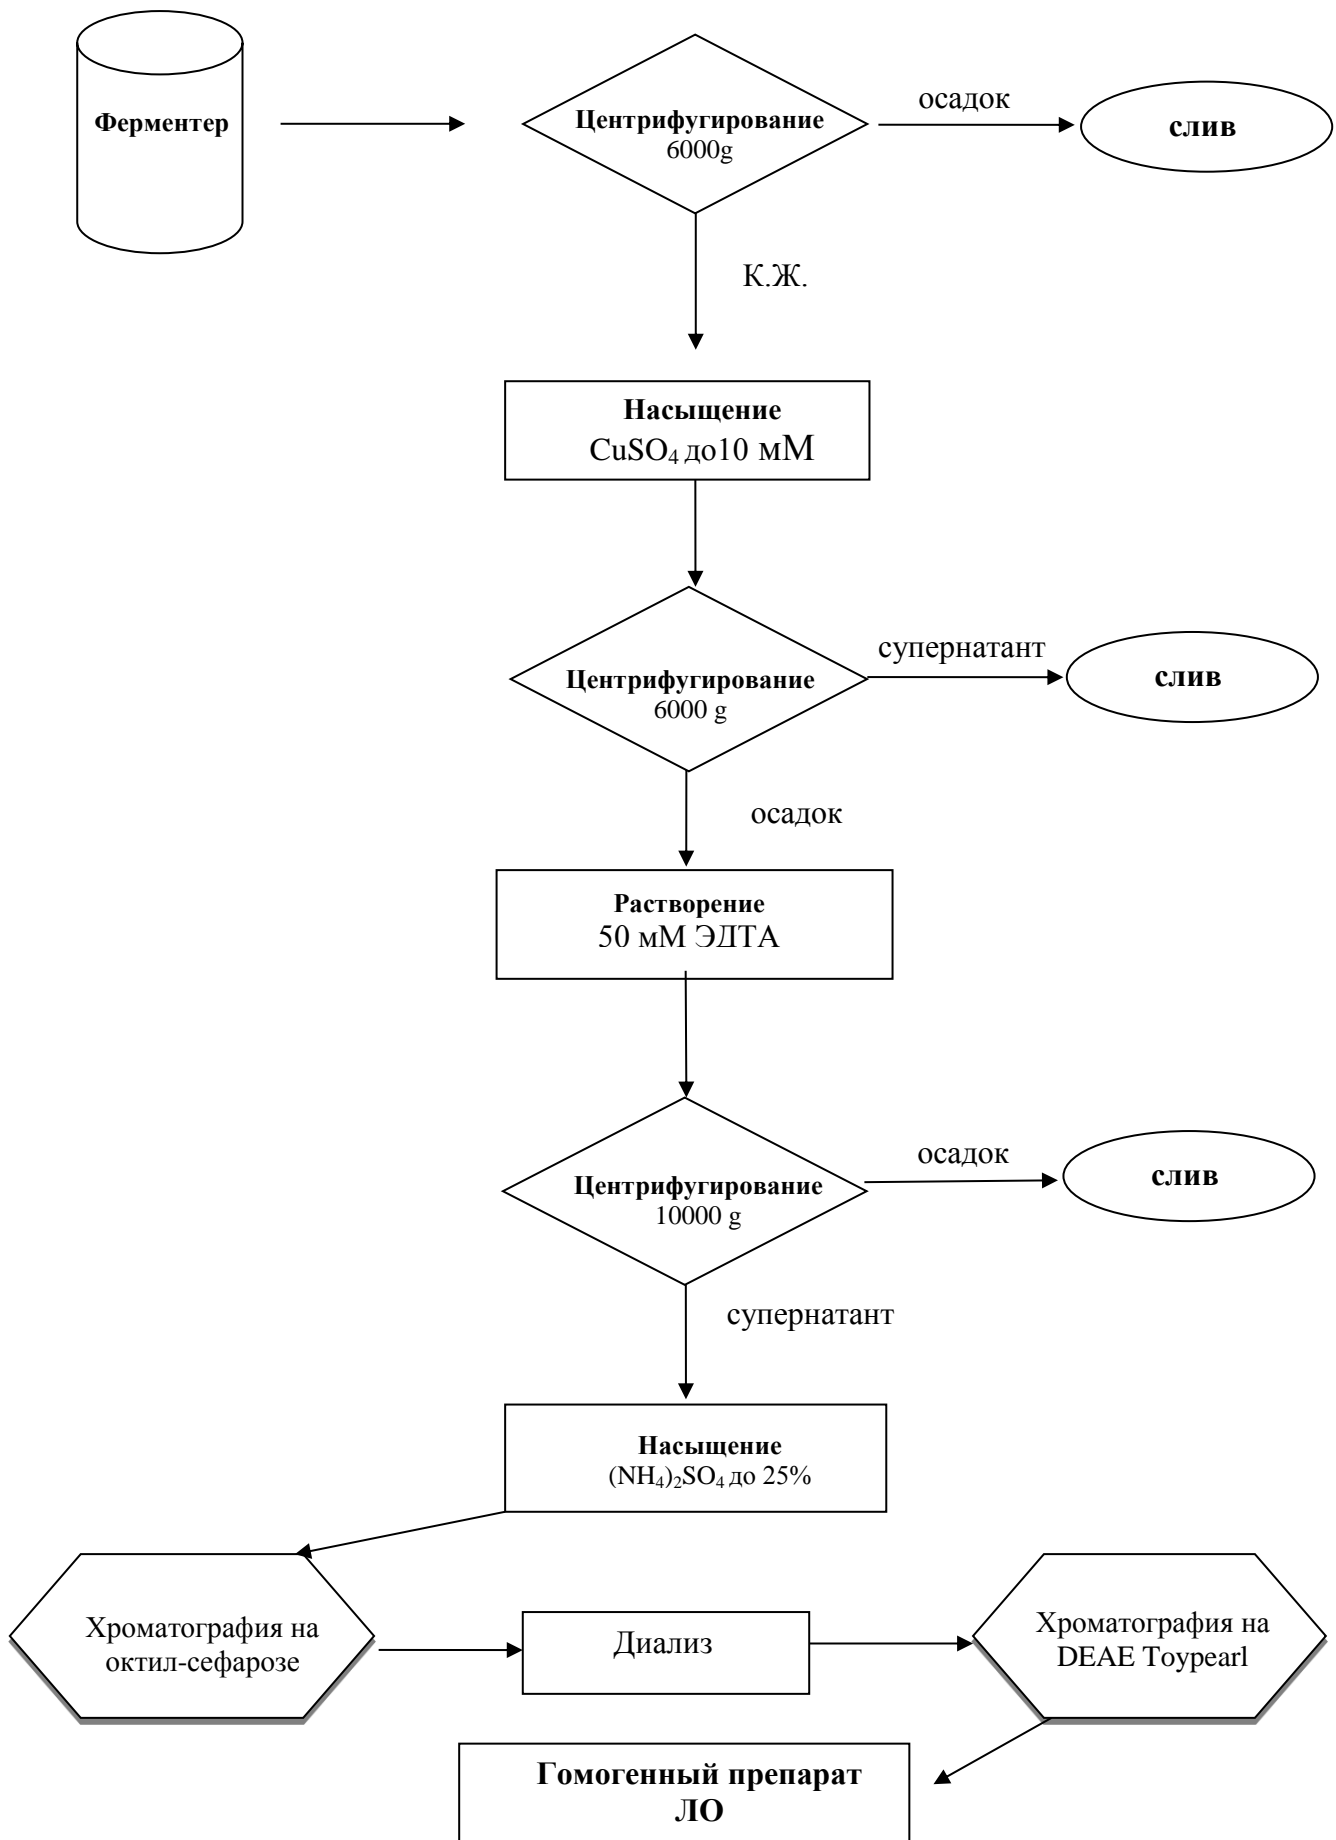 Ферментер
Центрифугирование
6000g
осадок
слив
К.Ж.
Насыщение
CuSO₄ до10 мМ
Центрифугирование
6000 g
супернатант
слив
осадок
Растворение
50 мМ ЭДТА
Центрифугирование
10000 g
осадок
слив
супернатант
Насыщение
(NH₄)₂SO₄ до 25%
Хроматография на
октил-сефарозе
Диализ
Хроматография на
DEAE Toypearl
Гомогенный препарат
ЛО